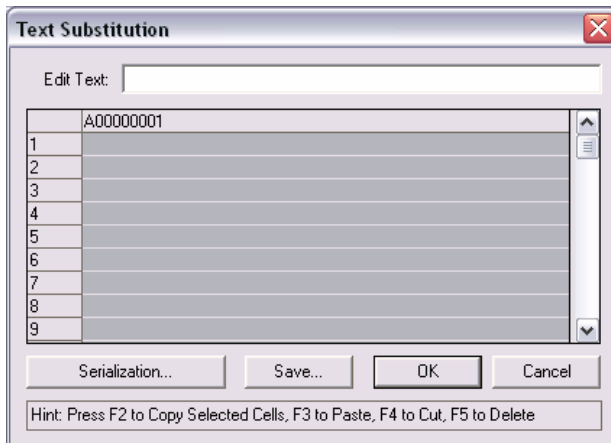 Text Substitution
Edit Text:
A00000001
1
2
3
4
5
6
7
8
9
Serialization... Save... OK Cancel
Hint: Press F2 to Copy Selected Cells, F3 to Paste, F4 to Cut, F5 to Delete